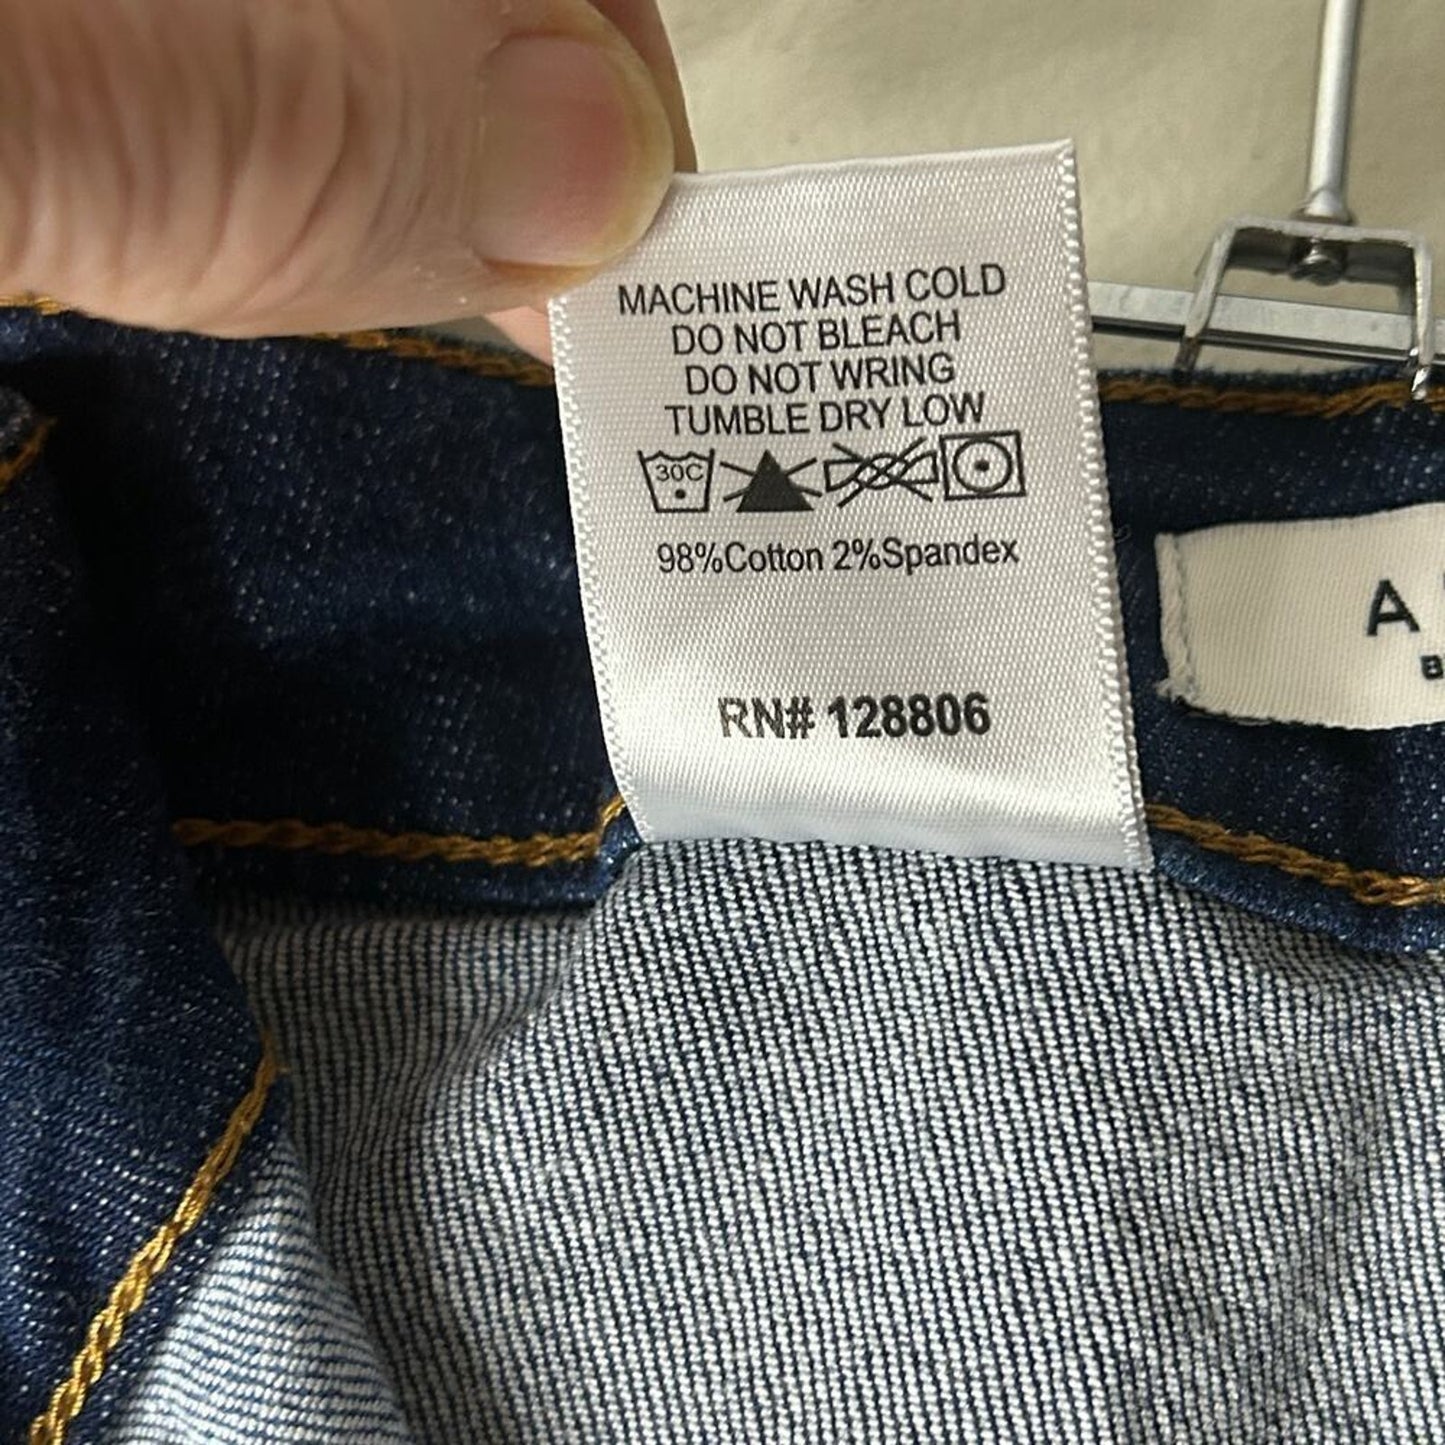 MACHINE WASH COLD
DO NOT BLEACH
DO NOT WRING
TUMBLE DRY LOW
30C
98%Cotton 2%Spandex
RN# 128806
A
B